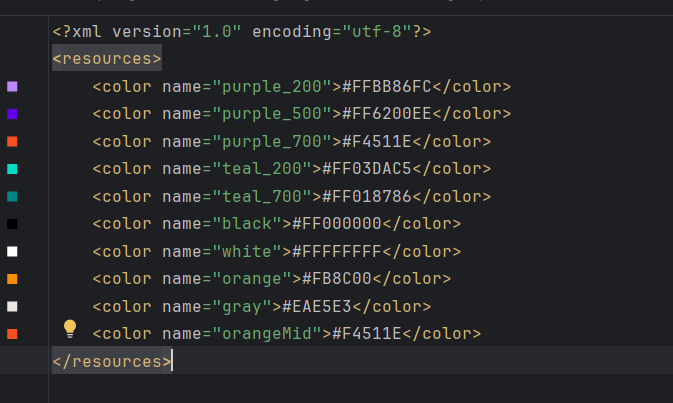 <?xml version="1.0" encoding="utf-8"?>
<resources>
    <color name="purple_200">#FFBB86FC</color>
    <color name="purple_500">#FF6200EE</color>
    <color name="purple_700">#F4511E</color>
    <color name="teal_200">#FF03DAC5</color>
    <color name="teal_700">#FF018786</color>
    <color name="black">#FF000000</color>
    <color name="white">#FFFFFFFF</color>
    <color name="orange">#FB8C00</color>
    <color name="gray">#EAE5E3</color>
    <color name="orangeMid">#F4511E</color>
</resources>